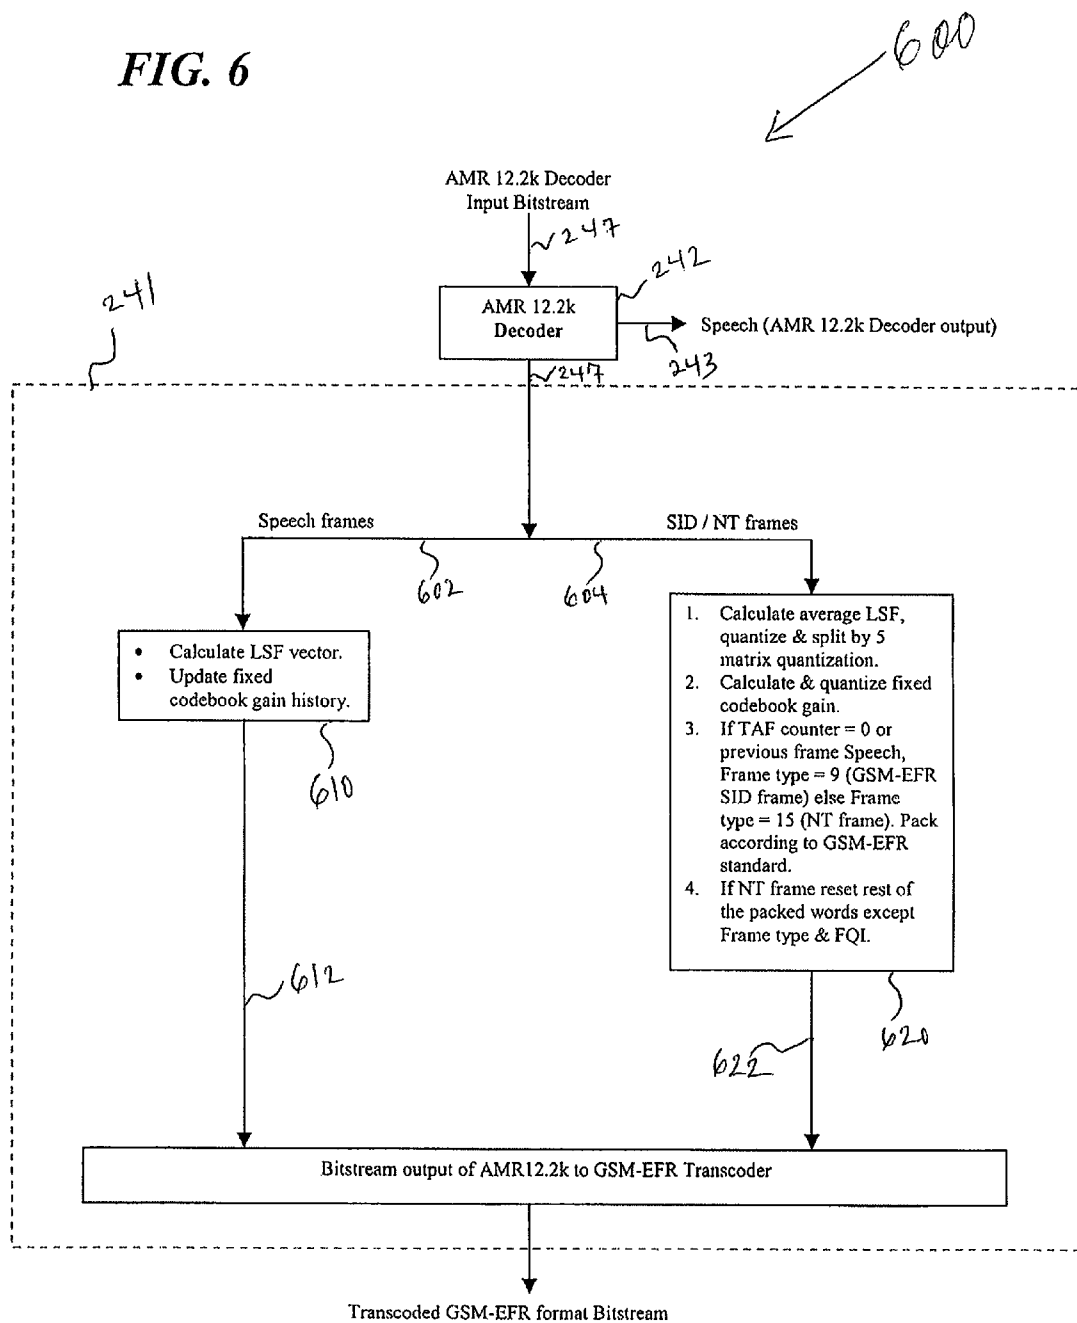 FIG. 6
600
AMR 12.2k Decoder
Input Bitstream
247
242
241
AMR 12.2k
Decoder
Speech (AMR 12.2k Decoder output)
243
247
Speech frames
SID / NT frames
602
604
• Calculate LSF vector.
• Update fixed
codebook gain history.
610
1. Calculate average LSF,
quantize & split by 5
matrix quantization.
2. Calculate & quantize fixed
codebook gain.
3. If TAF counter = 0 or
previous frame Speech,
Frame type = 9 (GSM-EFR
SID frame) else Frame
type = 15 (NT frame). Pack
according to GSM-EFR
standard.
4. If NT frame reset rest of
the packed words except
Frame type & FQI.
612
620
622
Bitstream output of AMR12.2k to GSM-EFR Transcoder
Transcoded GSM-EFR format Bitstream